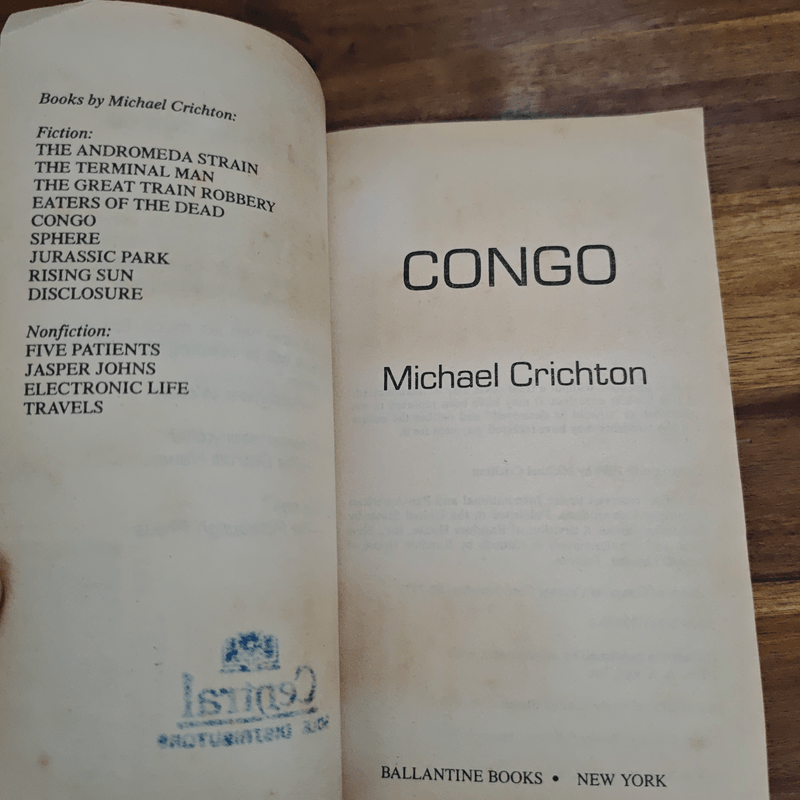 Books by Michael Crichton:
Fiction:
THE ANDROMEDA STRAIN
THE TERMINAL MAN
THE GREAT TRAIN ROBBERY
EATERS OF THE DEAD
CONGO
SPHERE
JURASSIC PARK
RISING SUN
DISCLOSURE
Nonfiction:
FIVE PATIENTS
JASPER JOHNS
ELECTRONIC LIFE
TRAVELS
Central
DISTRIBUTORS
CONGO
Michael Crichton
BALLANTINE BOOKS • NEW YORK